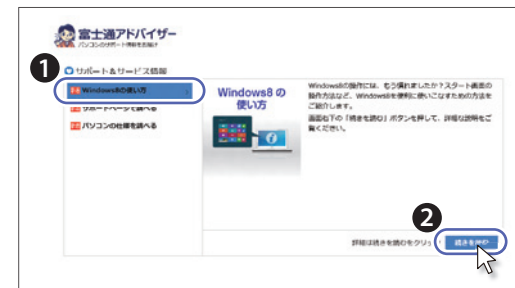 富士通アドバイザー
パソコンのサポート情報をお届け
1
サポート&サービス情報
Windows8の使い方
サポートページで調べる
パソコンの仕様を調べる
Windows8 の
使い方
Windows8の操作には、もう慣れましたか?スタート画面の
操作方法など、Windows8を便利に使いこなすための方法を
ご紹介します。
画面右下の「続きを読む」ボタンを押して、詳細な説明をご
覧ください。
2
詳細は続きを読むをクリッ
続きを読む